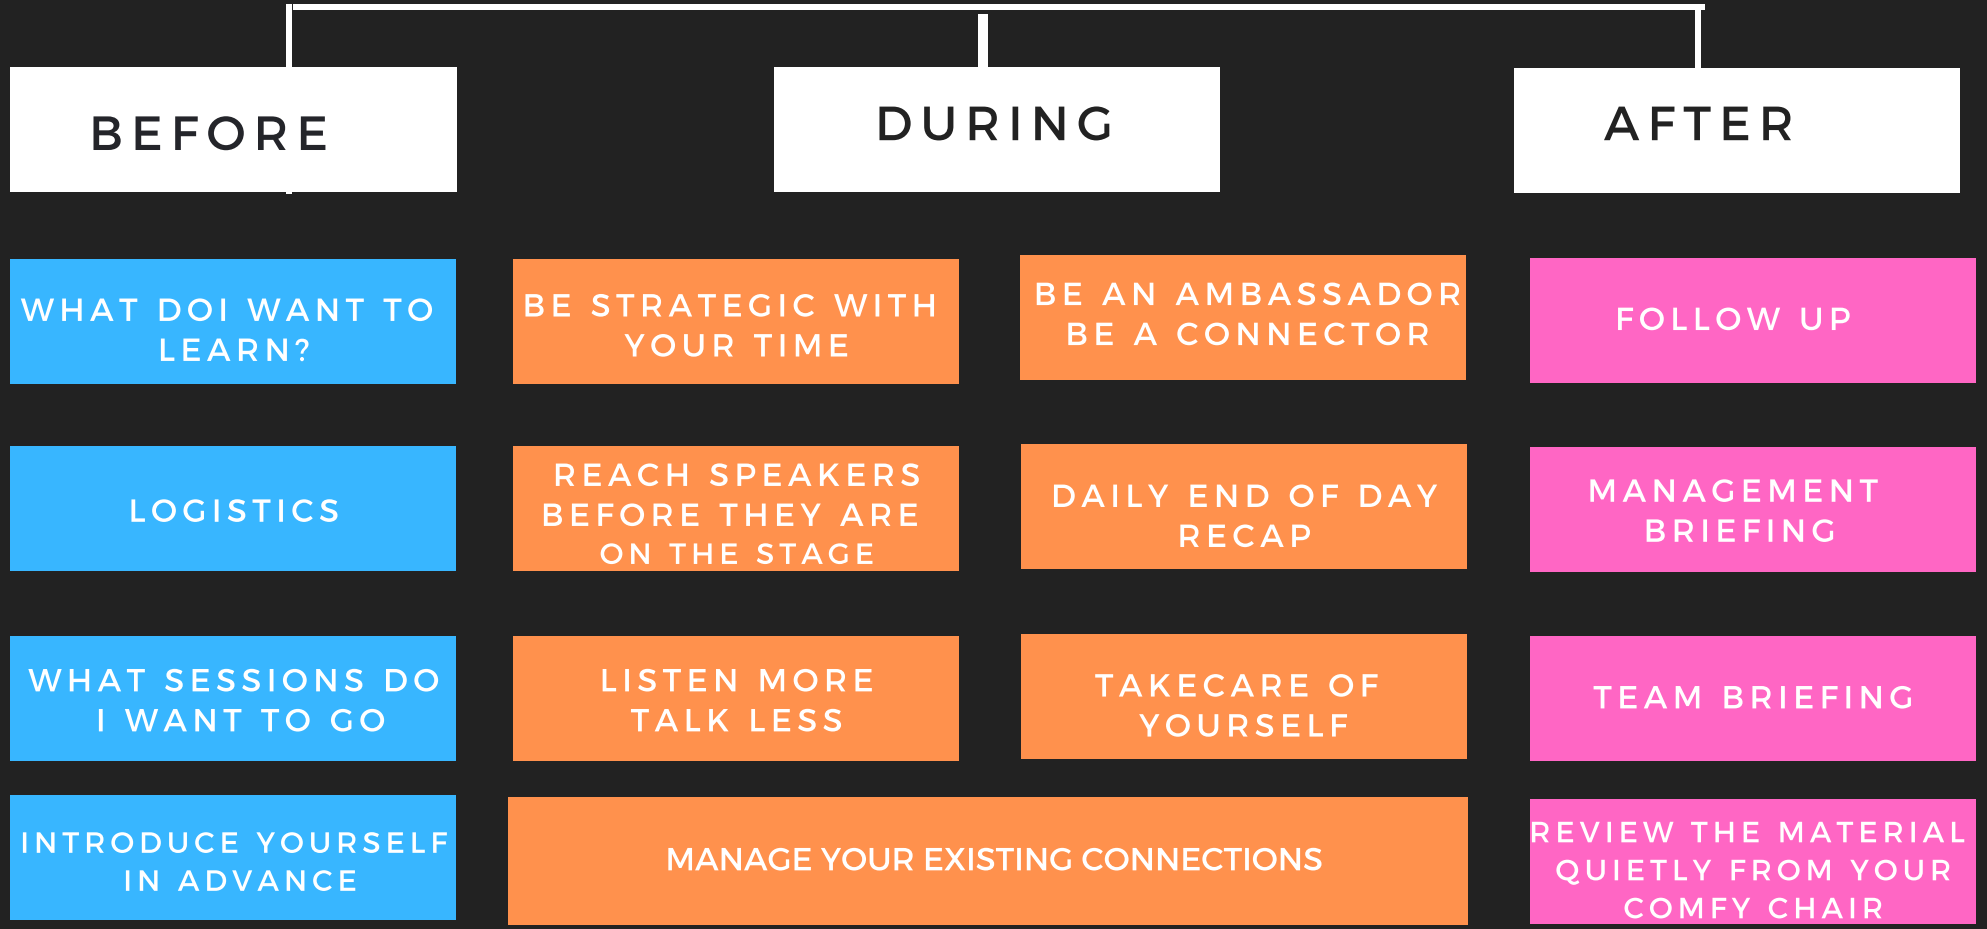 BEFORE
DURING
AFTER
WHAT DOI WANT TO
LEARN?
BE STRATEGIC WITH
YOUR TIME
BE AN AMBASSADOR
BE A CONNECTOR
FOLLOW UP
LOGISTICS
REACH SPEAKERS
BEFORE THEY ARE
ON THE STAGE
DAILY END OF DAY
RECAP
MANAGEMENT
BRIEFING
WHAT SESSIONS DO
I WANT TO GO
LISTEN MORE
TALK LESS
TAKECARE OF
YOURSELF
TEAM BRIEFING
INTRODUCE YOURSELF
IN ADVANCE
MANAGE YOUR EXISTING CONNECTIONS
REVIEW THE MATERIAL
QUIETLY FROM YOUR
COMFY CHAIR